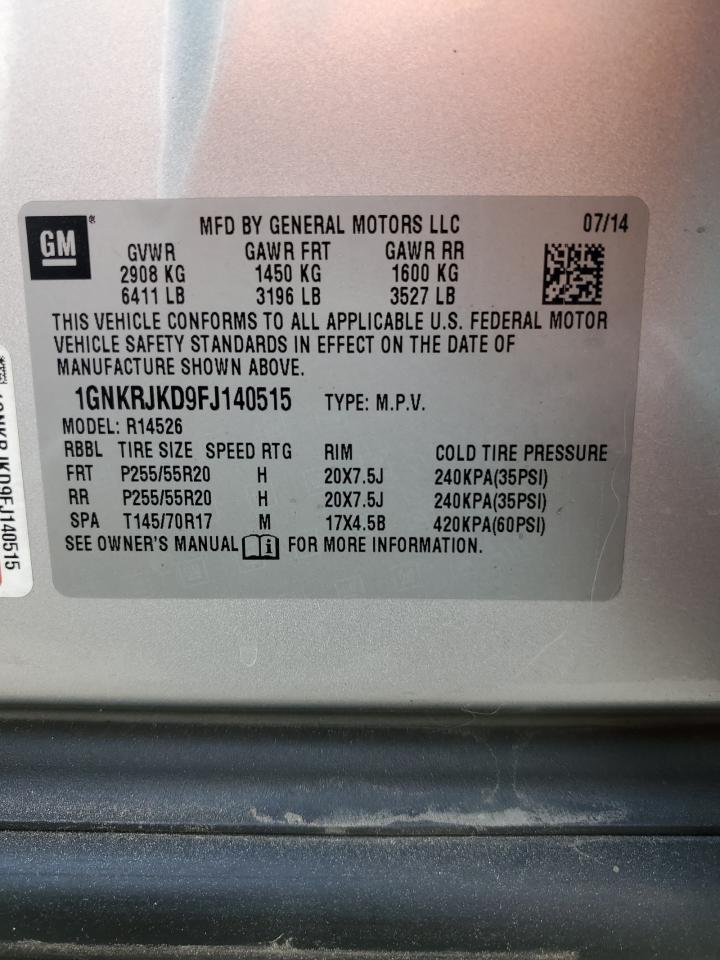 GM
®
MFD BY GENERAL MOTORS LLC 07/14
GVWR GAWR FRT GAWR RR
2908 KG 1450 KG 1600 KG
6411 LB 3196 LB 3527 LB
THIS VEHICLE CONFORMS TO ALL APPLICABLE U.S. FEDERAL MOTOR
VEHICLE SAFETY STANDARDS IN EFFECT ON THE DATE OF
MANUFACTURE SHOWN ABOVE.
1GNKRJKD9FJ140515 TYPE: M.P.V.
MODEL: R14526
RBBL TIRE SIZE SPEED RTG RIM COLD TIRE PRESSURE
FRT P255/55R20 H 20X7.5J 240KPA(35PSI)
RR P255/55R20 H 20X7.5J 240KPA(35PSI)
SPA T145/70R17 M 17X4.5B 420KPA(60PSI)
SEE OWNER'S MANUAL i FOR MORE INFORMATION.
1GNKRJKD9FJ140515